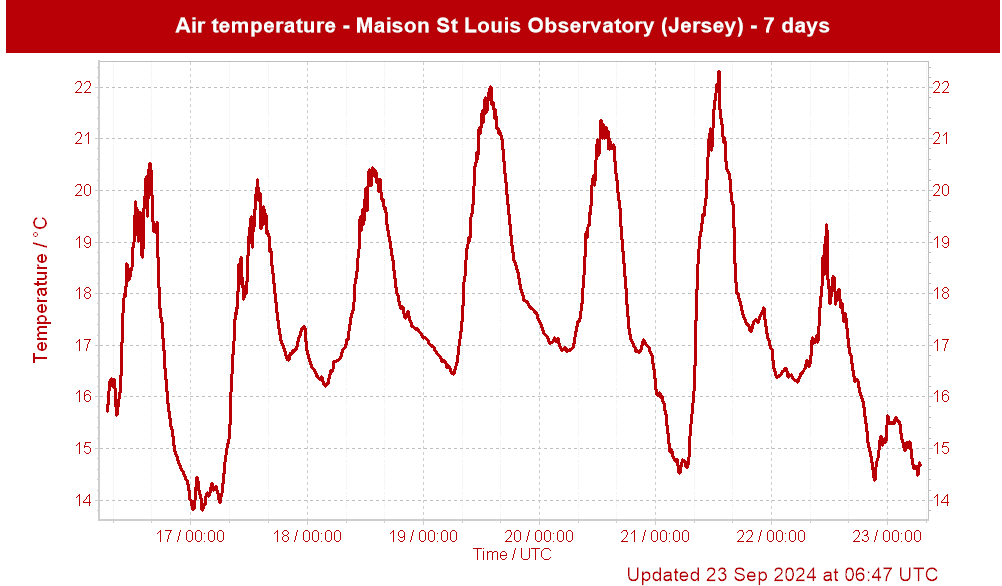 Air temperature - Maison St Louis Observatory (Jersey) - 7 days
22 22
21 21
20 20
19 19
18 18
17 17
16 16
15 15
14 14
Temperature / °C
17 / 00:00 18 / 00:00 19 / 00:00 20 / 00:00 21 / 00:00 22 / 00:00 23 / 00:00
Time / UTC
Updated 23 Sep 2024 at 06:47 UTC